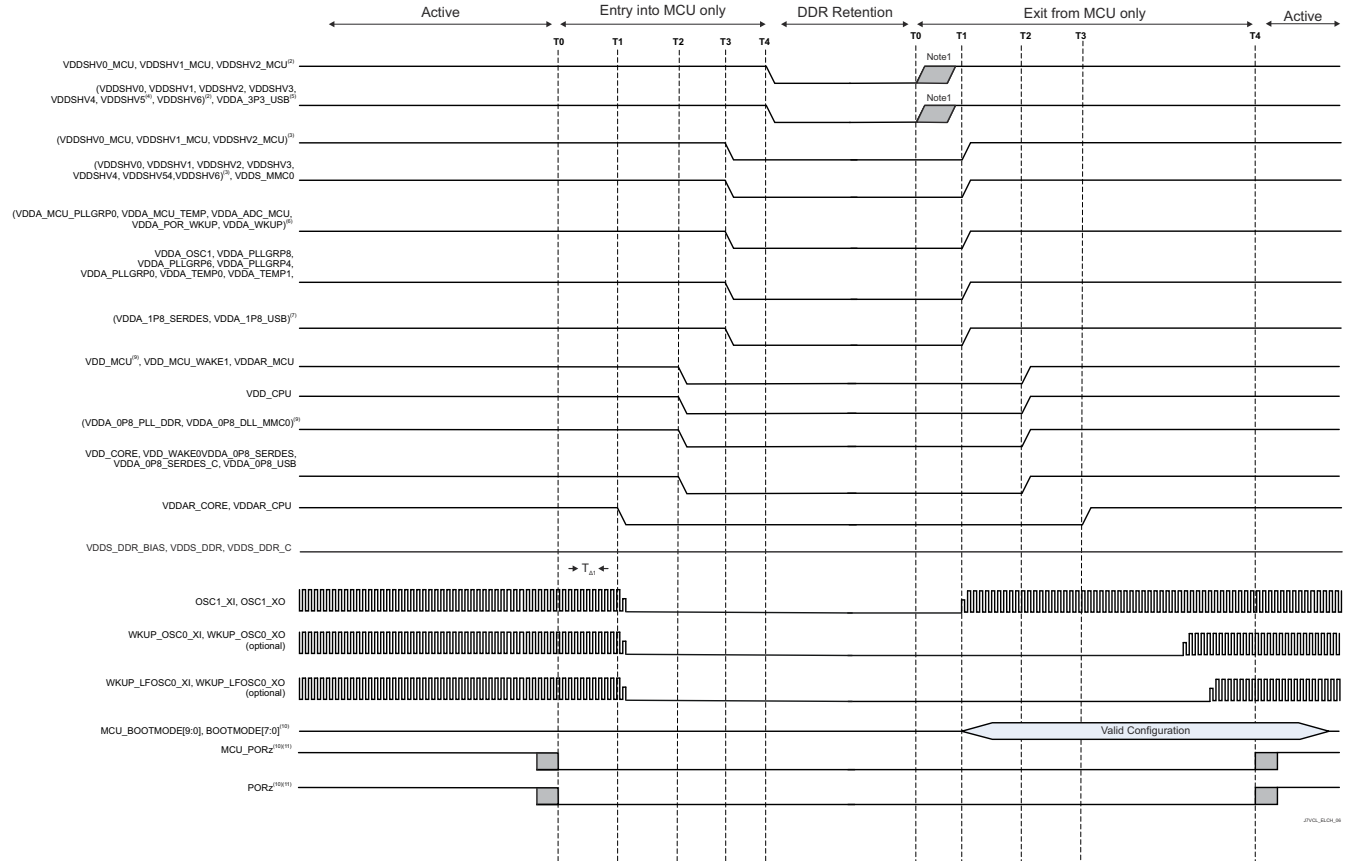 Active
Entry into MCU only
DDR Retention
Exit from MCU only
Active
T0 T1 T2 T3 T4 T0 T1 T2 T3 T4
VDDSHV0_MCU, VDDSHV1_MCU, VDDSHV2_MCU(2)
Note1
(VDDSHV0, VDDSHV1, VDDSHV2, VDDSHV3,
VDDSHV4, VDDSHV5(4), VDDSHV6)(2), VDDA_3P3_USB(5)
Note1
(VDDSHV0_MCU, VDDSHV1_MCU, VDDSHV2_MCU)(3)
(VDDSHV0, VDDSHV1, VDDSHV2, VDDSHV3,
VDDSHV4, VDDSHV54,VDDSHV6)(3), VDDS_MMC0
(VDDA_MCU_PLLGRP0, VDDA_MCU_TEMP, VDDA_ADC_MCU,
VDDA_POR_WKUP, VDDA_WKUP)(6)
VDDA_OSC1, VDDA_PLLGRP8,
VDDA_PLLGRP6, VDDA_PLLGRP4,
VDDA_PLLGRP0, VDDA_TEMP0, VDDA_TEMP1,
(VDDA_1P8_SERDES, VDDA_1P8_USB)(7)
VDD_MCU(9), VDD_MCU_WAKE1, VDDAR_MCU
VDD_CPU
(VDDA_0P8_PLL_DDR, VDDA_0P8_DLL_MMC0)(9)
VDD_CORE, VDD_WAKE0VDDA_0P8_SERDES,
VDDA_0P8_SERDES_C, VDDA_0P8_USB
VDDAR_CORE, VDDAR_CPU
VDDS_DDR_BIAS, VDDS_DDR, VDDS_DDR_C
TΔ1
OSC1_XI, OSC1_XO
WKUP_OSC0_XI, WKUP_OSC0_XO
(optional)
WKUP_LFOSC0_XI, WKUP_LFOSC0_XO
(optional)
MCU_BOOTMODE[9:0], BOOTMODE[7:0](10)
Valid Configuration
MCU_PORz(10)(11)
PORz(10)(11)
J7VCL_ELCH_06